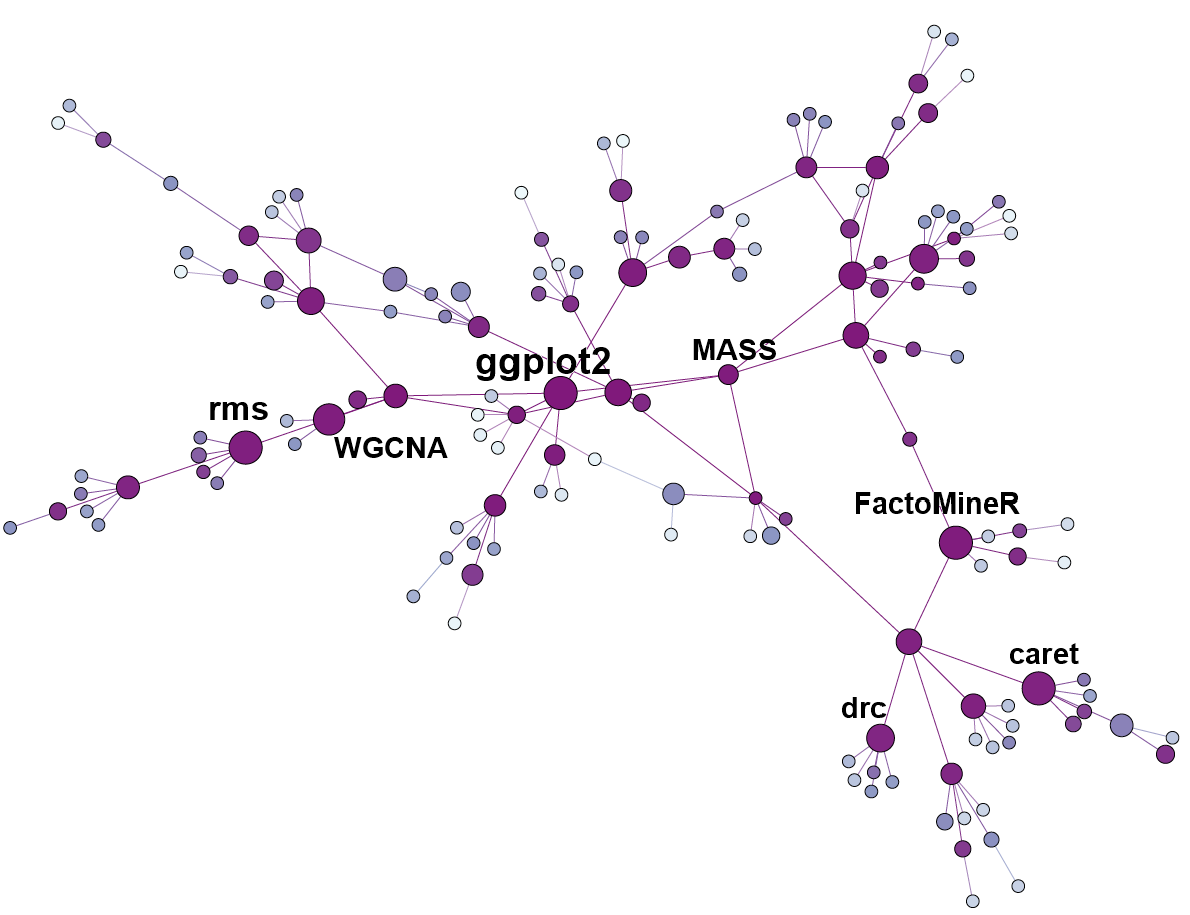 ggplot2
MASS
rms
WGCNA
FactoMineR
caret
drc